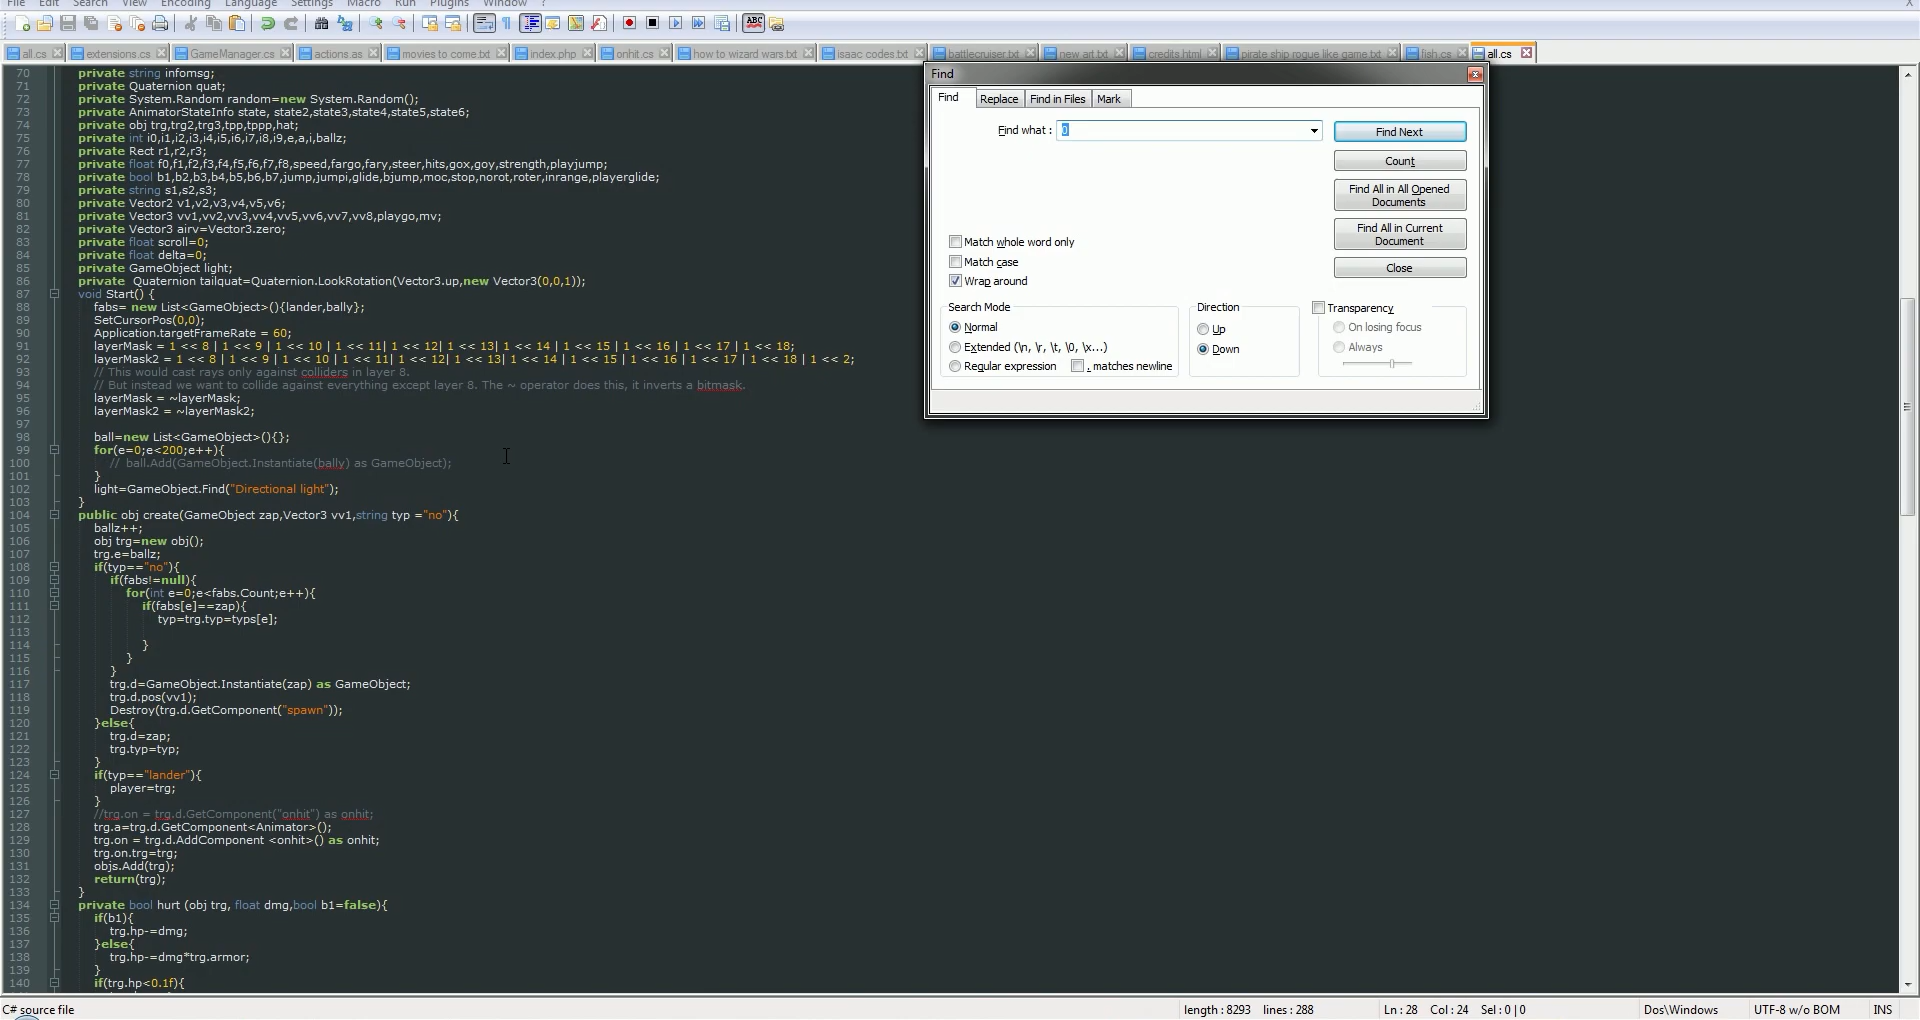 File Edit Search View Encoding Language Settings Macro Run Plugins Window ? X
all.cs extensions.cs GameManager.cs actions.as movies to come.txt index.php onhit.cs how to wizard wars.txt isaac codes.txt battlecruiser.txt new art.txt credits.html pirate ship rogue like game.txt fish.cs all.cs
70 private string infomsg;
71 private Quaternion quat;
72 private System.Random random=new System.Random();
73 private AnimatorStateInfo state, state2,state3,state4,state5,state6;
74 private obj trg,trg2,trg3,tpp,tppp,hat;
75 private int i0,i1,i2,i3,i4,i5,i6,i7,i8,i9,e,a,i,ballz;
76 private Rect r1,r2,r3;
77 private float f0,f1,f2,f3,f4,f5,f6,f7,f8,speed,fargo,fary,steer,hits,gox,goy,strength,playjump;
78 private bool b1,b2,b3,b4,b5,b6,b7,jump,jumpi,glide,bjump,moc,stop,norot,roter,inrange,playerglide;
79 private string s1,s2,s3;
80 private Vector2 v1,v2,v3,v4,v5,v6;
81 private Vector3 vv1,vv2,vv3,vv4,vv5,vv6,vv7,vv8,playgo,mv;
82 private Vector3 airv=Vector3.zero;
83 private float scroll=0;
84 private float delta=0;
85 private GameObject light;
86 private Quaternion tailquat=Quaternion.LookRotation(Vector3.up,new Vector3(0,0,1));
87 void Start() {
88 fabs= new List<GameObject>(){lander,bally};
89 SetCursorPos(0,0);
90 Application.targetFrameRate = 60;
91 layerMask = 1 << 8 | 1 << 9 | 1 << 10 | 1 << 11| 1 << 12| 1 << 13| 1 << 14 | 1 << 15 | 1 << 16 | 1 << 17 | 1 << 18;
92 layerMask2 = 1 << 8 | 1 << 9 | 1 << 10 | 1 << 11| 1 << 12| 1 << 13| 1 << 14 | 1 << 15 | 1 << 16 | 1 << 17 | 1 << 18 | 1 << 2;
93 // This would cast rays only against colliders in layer 8.
94 // But instead we want to collide against everything except layer 8. The ~ operator does this, it inverts a bitmask.
95 layerMask = ~layerMask;
96 layerMask2 = ~layerMask2;
97
98 ball=new List<GameObject>(){};
99 for(e=0;e<200;e++){
100 // ball.Add(GameObject.Instantiate(bally) as GameObject);
101 }
102 light=GameObject.Find("Directional light");
103 }
104 public obj create(GameObject zap,Vector3 vv1,string typ ="no"){
105 ballz++;
106 obj trg=new obj();
107 trg.e=ballz;
108 if(typ=="no"){
109 if(fabs!=null){
110 for(int e=0;e<fabs.Count;e++){
111 if(fabs[e]==zap){
112 typ=trg.typ=typs[e];
113
114 }
115 }
116 }
117 trg.d=GameObject.Instantiate(zap) as GameObject;
118 trg.d.pos(vv1);
119 Destroy(trg.d.GetComponent("spawn"));
120 }else{
121 trg.d=zap;
122 trg.typ=typ;
123 }
124 if(typ=="lander"){
125 player=trg;
126 }
127 //trg.on = trg.d.GetComponent("onhit") as onhit;
128 trg.a=trg.d.GetComponent<Animator>();
129 trg.on = trg.d.AddComponent <onhit>() as onhit;
130 trg.on.trg=trg;
131 objs.Add(trg);
132 return(trg);
133 }
134 private bool hurt (obj trg, float dmg,bool b1=false){
135 if(b1){
136 trg.hp-=dmg;
137 }else{
138 trg.hp-=dmg*trg.armor;
139 }
140 if(trg.hp<0.1f){
Find
Find Replace Find in Files Mark
Find what : 0
Find Next
Count
Find All in All Opened
Documents
Find All in Current
Document
Close
Match whole word only
Match case
Wrap around
Search Mode
Normal
Extended (\n, \r, \t, \0, \x...)
Regular expression . matches newline
Direction
Up
Down
Transparency
On losing focus
Always
C# source file length : 8293 lines : 288 Ln : 28 Col : 24 Sel : 0 | 0 Dos\Windows UTF-8 w/o BOM INS